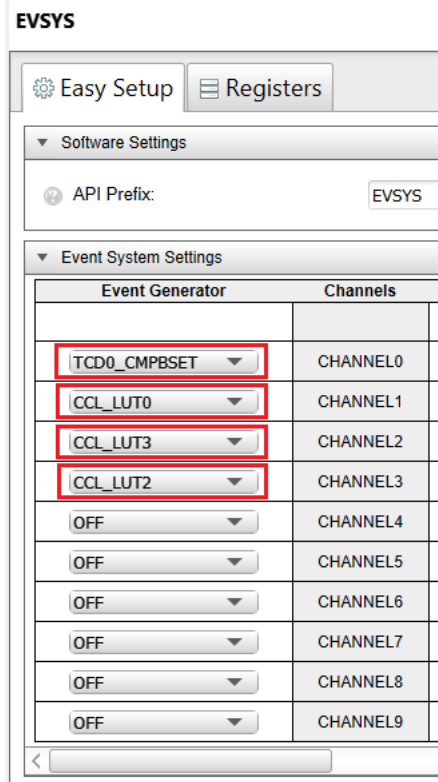 EVSYS
Easy Setup Registers
Software Settings
API Prefix: EVSYS
Event System Settings
Event Generator Channels
TCD0_CMPBSET CHANNEL0
CCL_LUT0 CHANNEL1
CCL_LUT3 CHANNEL2
CCL_LUT2 CHANNEL3
OFF CHANNEL4
OFF CHANNEL5
OFF CHANNEL6
OFF CHANNEL7
OFF CHANNEL8
OFF CHANNEL9